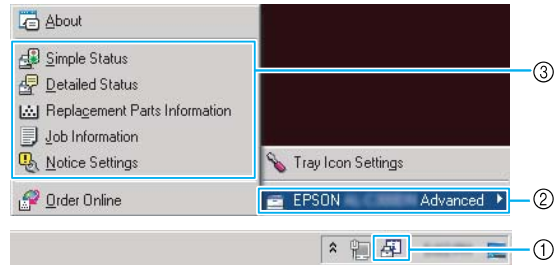 About
Simple Status
Detailed Status
Replacement Parts Information
Job Information
Notice Settings
Order Online
Tray Icon Settings
EPSON Advanced
③
②
①